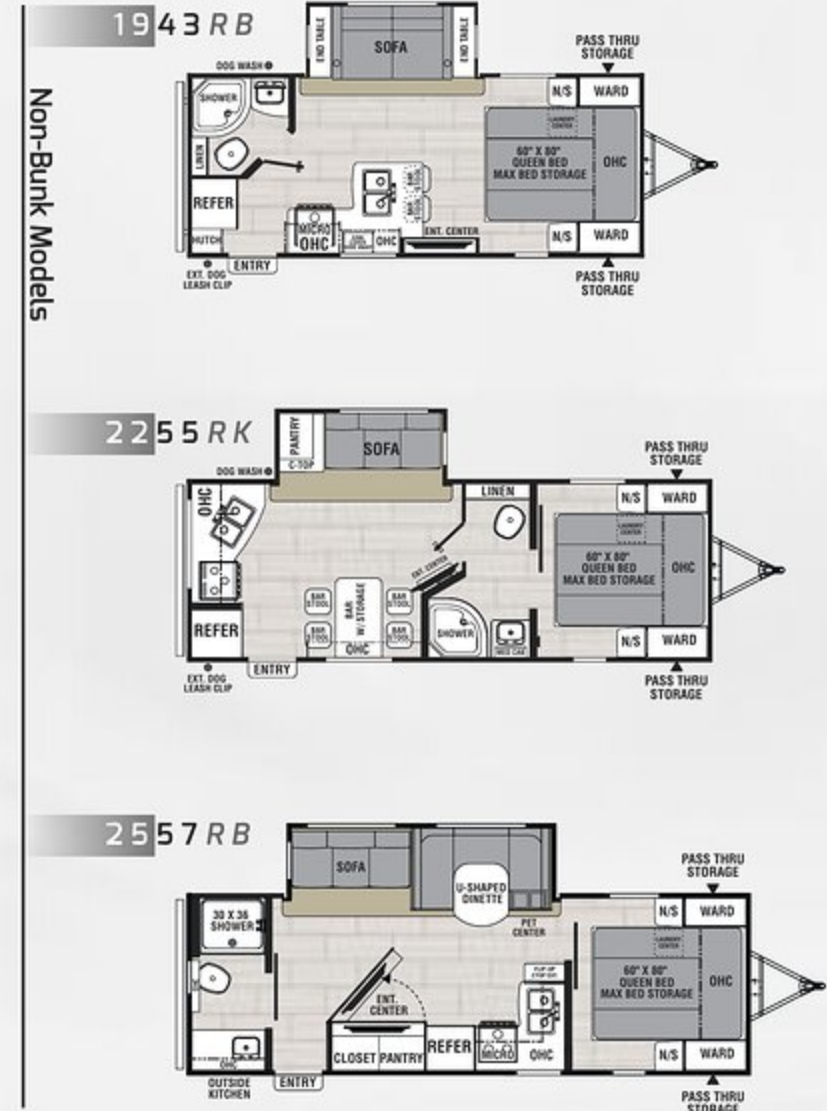 Non-Bunk Models
1943RB
END TABLE
SOFA
END TABLE
DOG WASH
PASS THRU
STORAGE
SHOWER
N/S
WARD
LAUNDRY
CENTER
LINEN
60" X 80"
QUEEN BED
MAX BED STORAGE
OHC
REFER
BAR
STOOL
BAR
STOOL
MICRO
OHC
OHC
ENT. CENTER
HUTCH
N/S
WARD
ENTRY
EXT. DOG
LEASH CLIP
PASS THRU
STORAGE
2255RK
PANTRY
C-TOP
SOFA
DOG WASH
PASS THRU
STORAGE
OHC
LINEN
N/S
WARD
LAUNDRY
CENTER
60" X 80"
QUEEN BED
MAX BED STORAGE
OHC
ENT. CENTER
BAR
STOOL
BAR
W/ STORAGE
BAR
STOOL
REFER
BAR
STOOL
BAR
STOOL
SHOWER
OHC
MED CAB
N/S
WARD
ENTRY
EXT. DOG
LEASH CLIP
PASS THRU
STORAGE
2557RB
SOFA
U-SHAPED
DINETTE
PASS THRU
STORAGE
30 X 36
SHOWER
PET
CENTER
N/S
WARD
LAUNDRY
CENTER
60" X 80"
QUEEN BED
MAX BED STORAGE
OHC
ENT.
CENTER
CLOSET
PANTRY
REFER
MICRO
OHC
OHC
N/S
WARD
OUTSIDE
KITCHEN
ENTRY
PASS THRU
STORAGE